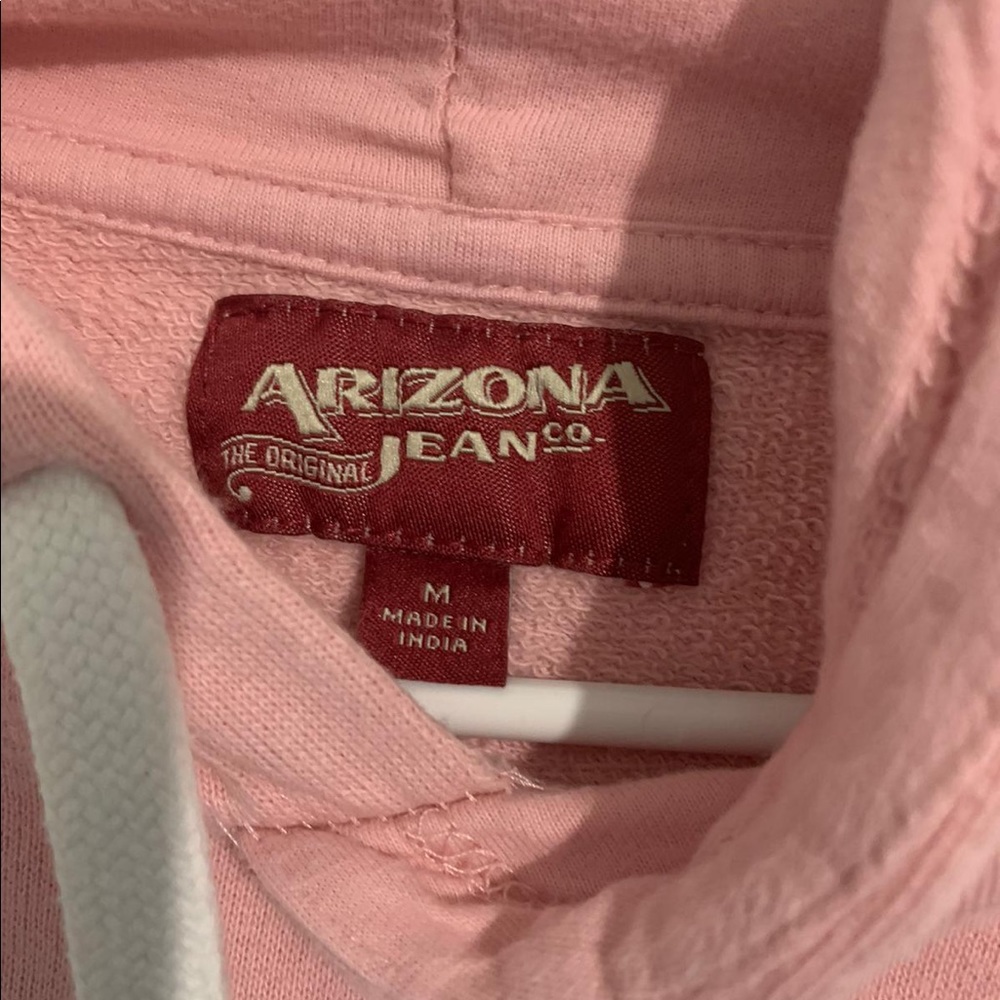 ARIZONA
THE ORIGINAL JEAN CO.
M
MADE IN
INDIA